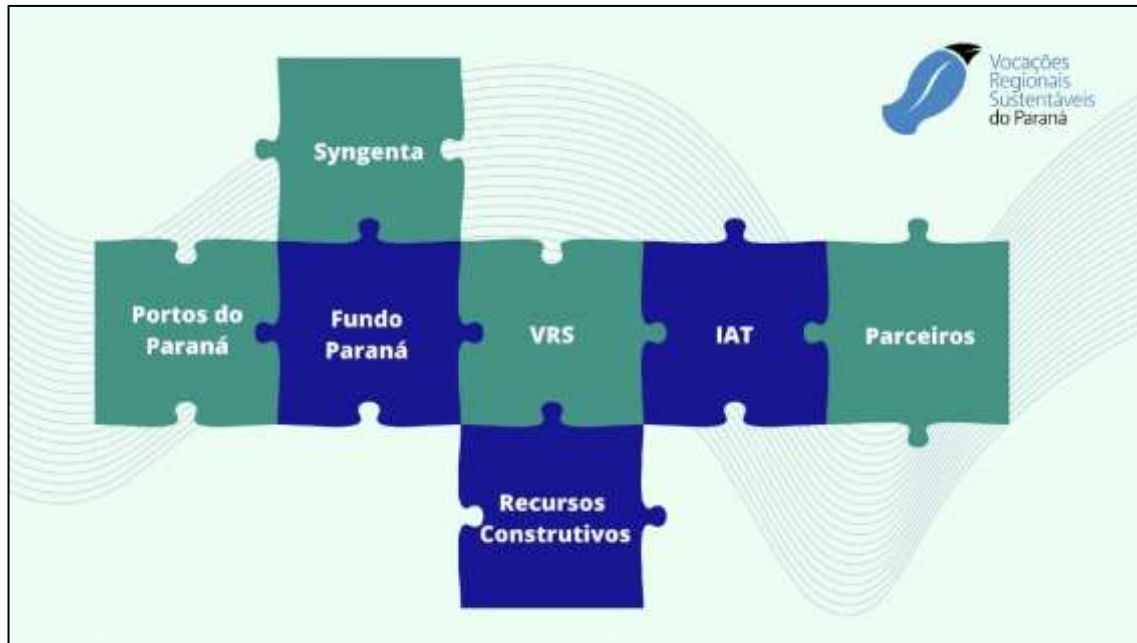 Vocações
Regionais
Sustentáveis
do Paraná
Syngenta
Portos do
Paraná
Fundo
Paraná
VRS
IAT
Parceiros
Recursos
Construtivos